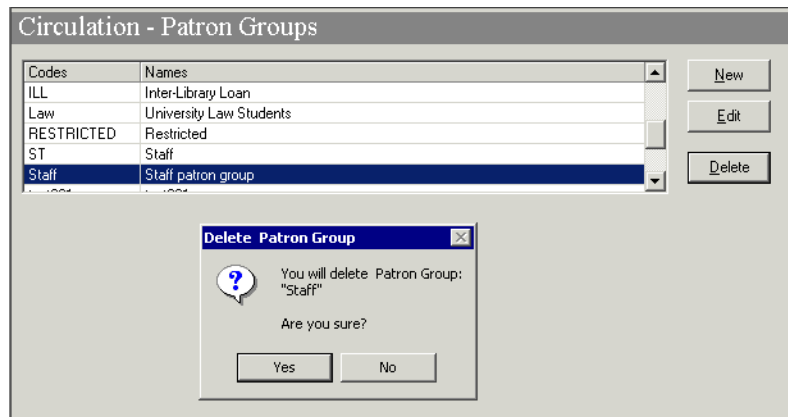 Circulation - Patron Groups
Codes Names
ILL Inter-Library Loan
Law University Law Students
RESTRICTED Restricted
ST Staff
Staff Staff patron group
New
Edit
Delete
Delete Patron Group
You will delete Patron Group:
"Staff"
Are you sure?
Yes No